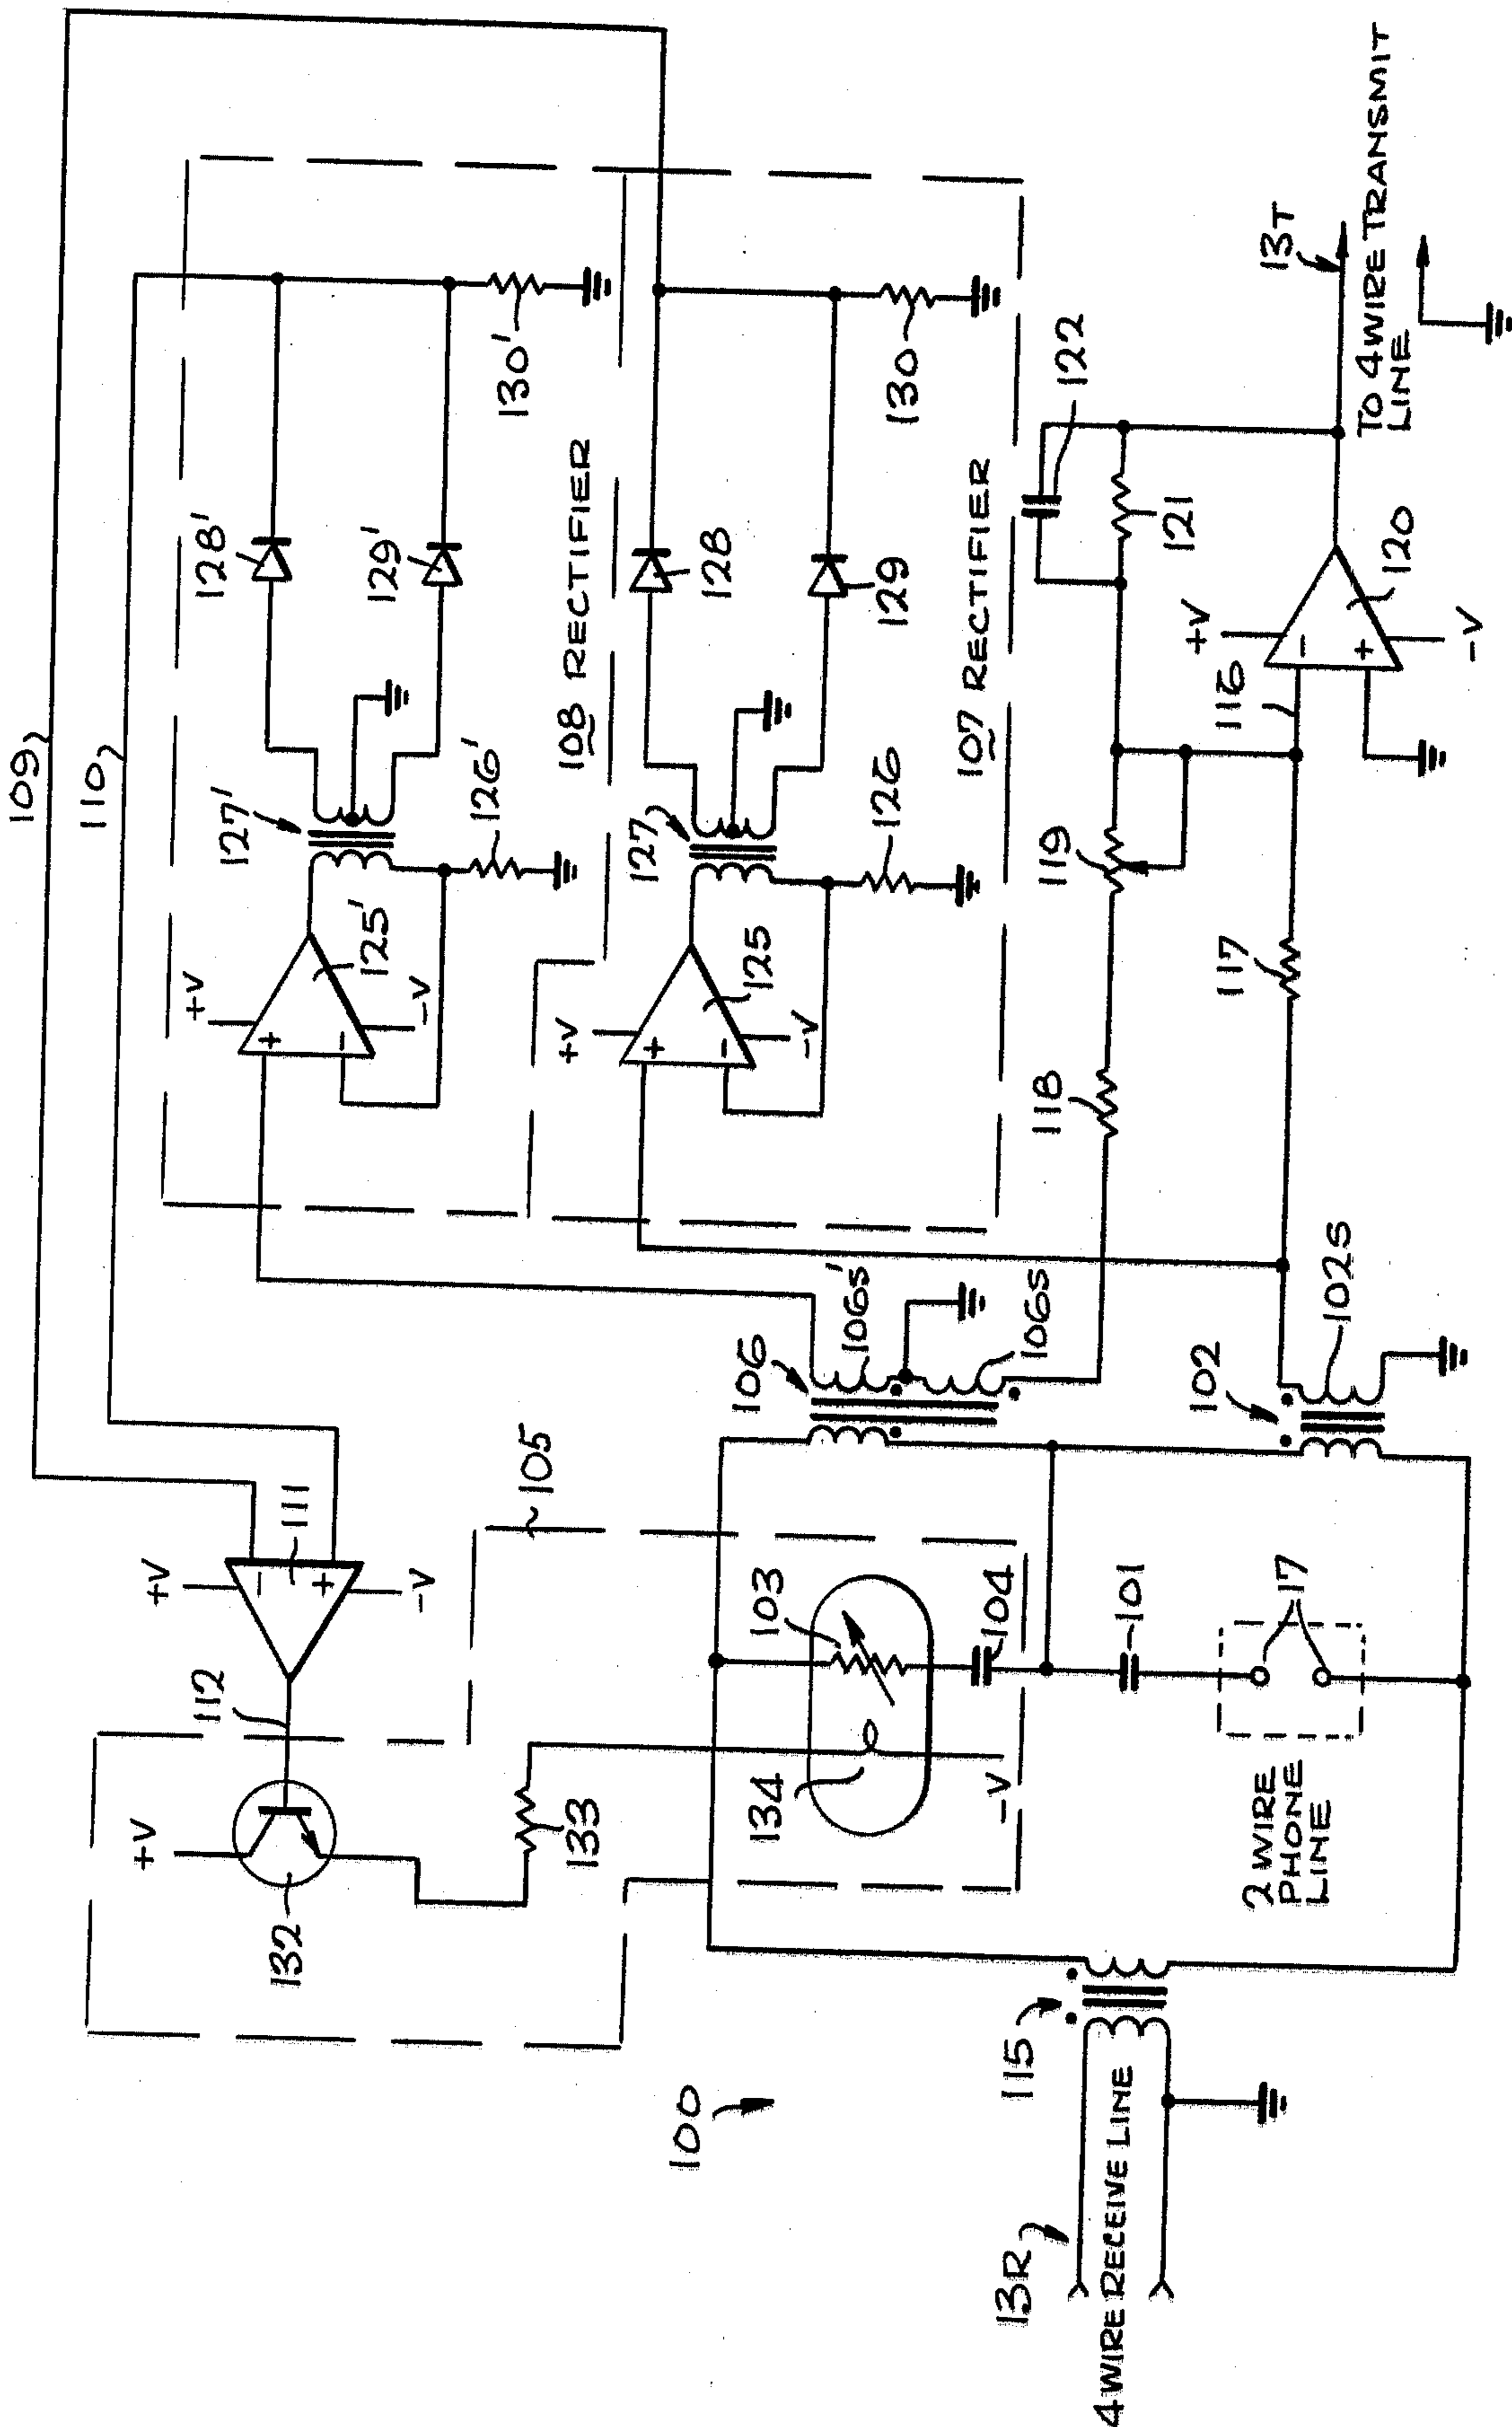 109
110
+V
−
111
+
−V
112
+V
132
133
105
103
104
134
−V
101
17
2 WIRE
PHONE
LINE
100
115
13R
4 WIRE RECEIVE LINE
106
106s'
106s
102
102s
+V
+
−
−V
125'
127'
126'
128'
129'
130'
108 RECTIFIER
+V
+
−
−V
125
127
126
128
129
130
107 RECTIFIER
118
119
117
116
121
122
+V
−
+
−V
120
13T
TO 4 WIRE TRANSMIT
LINE